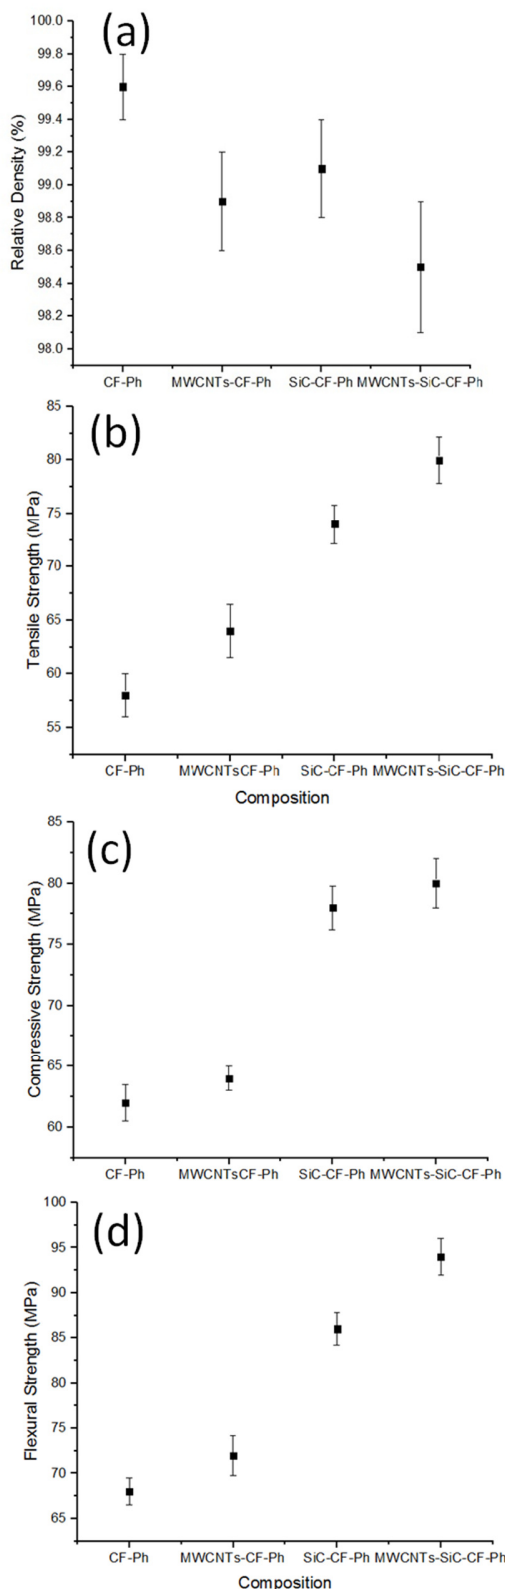 (a)
Relative Density (%)
100.0
99.8
99.6
99.4
99.2
99.0
98.8
98.6
98.4
98.2
98.0
CF-Ph MWCNTs-CF-Ph SiC-CF-Ph MWCNTs-SiC-CF-Ph
(b)
Tensile Strength (MPa)
85
80
75
70
65
60
55
CF-Ph MWCNTsCF-Ph SiC-CF-Ph MWCNTs-SiC-CF-Ph
Composition
(c)
Compressive Strength (MPa)
85
80
75
70
65
60
CF-Ph MWCNTsCF-Ph SiC-CF-Ph MWCNTs-SiC-CF-Ph
(d)
Flexural Strength (MPa)
100
95
90
85
80
75
70
65
CF-Ph MWCNTs-CF-Ph SiC-CF-Ph MWCNTs-SiC-CF-Ph
Composition